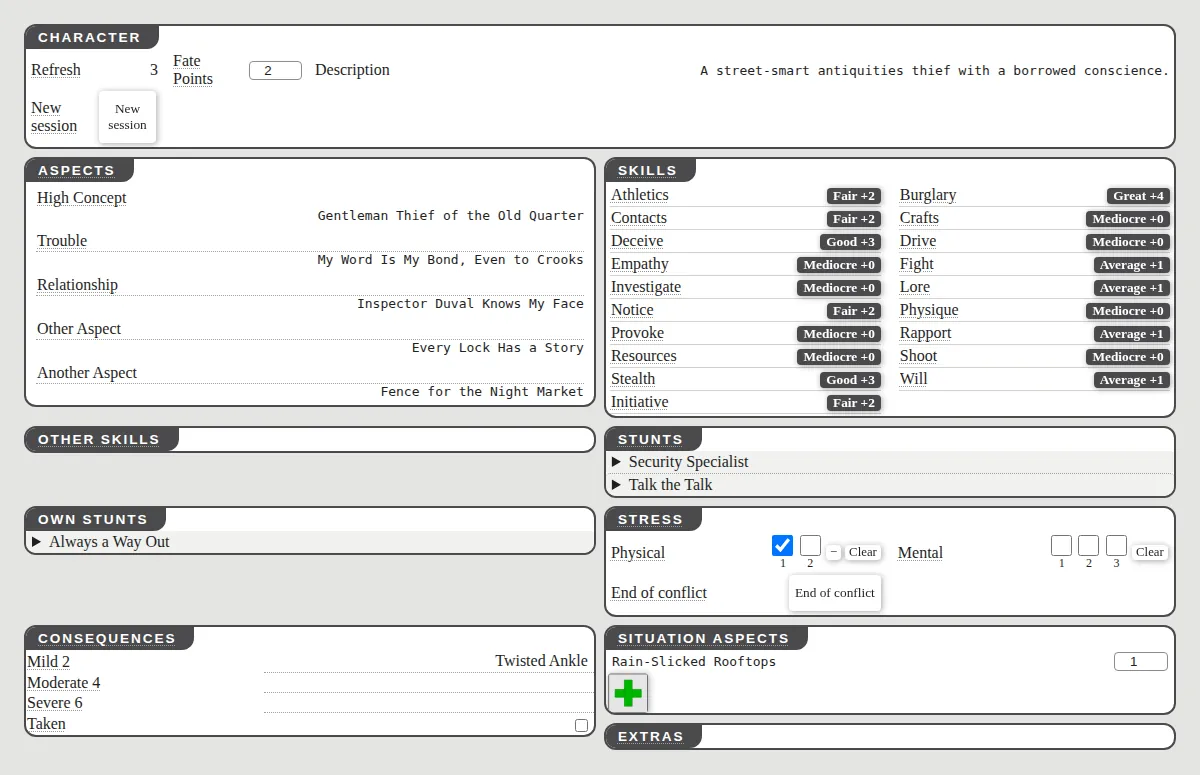 CHARACTER
Refresh 3 Fate Points 2 Description A street-smart antiquities thief with a borrowed conscience.
New session New session
ASPECTS
High Concept
Gentleman Thief of the Old Quarter
Trouble
My Word Is My Bond, Even to Crooks
Relationship
Inspector Duval Knows My Face
Other Aspect
Every Lock Has a Story
Another Aspect
Fence for the Night Market
SKILLS
Athletics Fair +2 Burglary Great +4
Contacts Fair +2 Crafts Mediocre +0
Deceive Good +3 Drive Mediocre +0
Empathy Mediocre +0 Fight Average +1
Investigate Mediocre +0 Lore Average +1
Notice Fair +2 Physique Mediocre +0
Provoke Mediocre +0 Rapport Average +1
Resources Mediocre +0 Shoot Mediocre +0
Stealth Good +3 Will Average +1
Initiative Fair +2
OTHER SKILLS
STUNTS
Security Specialist
Talk the Talk
OWN STUNTS
Always a Way Out
STRESS
Physical 1 2 − Clear Mental 1 2 3 Clear
End of conflict End of conflict
CONSEQUENCES
Mild 2 Twisted Ankle
Moderate 4
Severe 6
Taken
SITUATION ASPECTS
Rain-Slicked Rooftops 1
EXTRAS